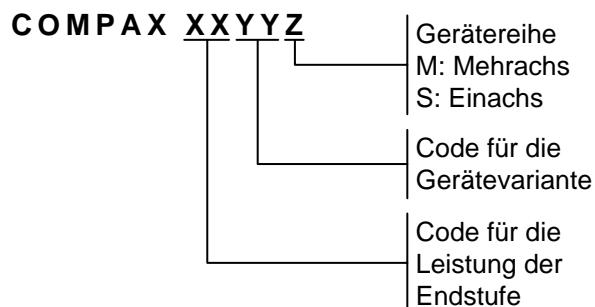 COMPAX XXYYZ
Gerätereihe
M: Mehrachs
S: Einachs
Code für die
Gerätevariante
Code für die
Leistung der
Endstufe